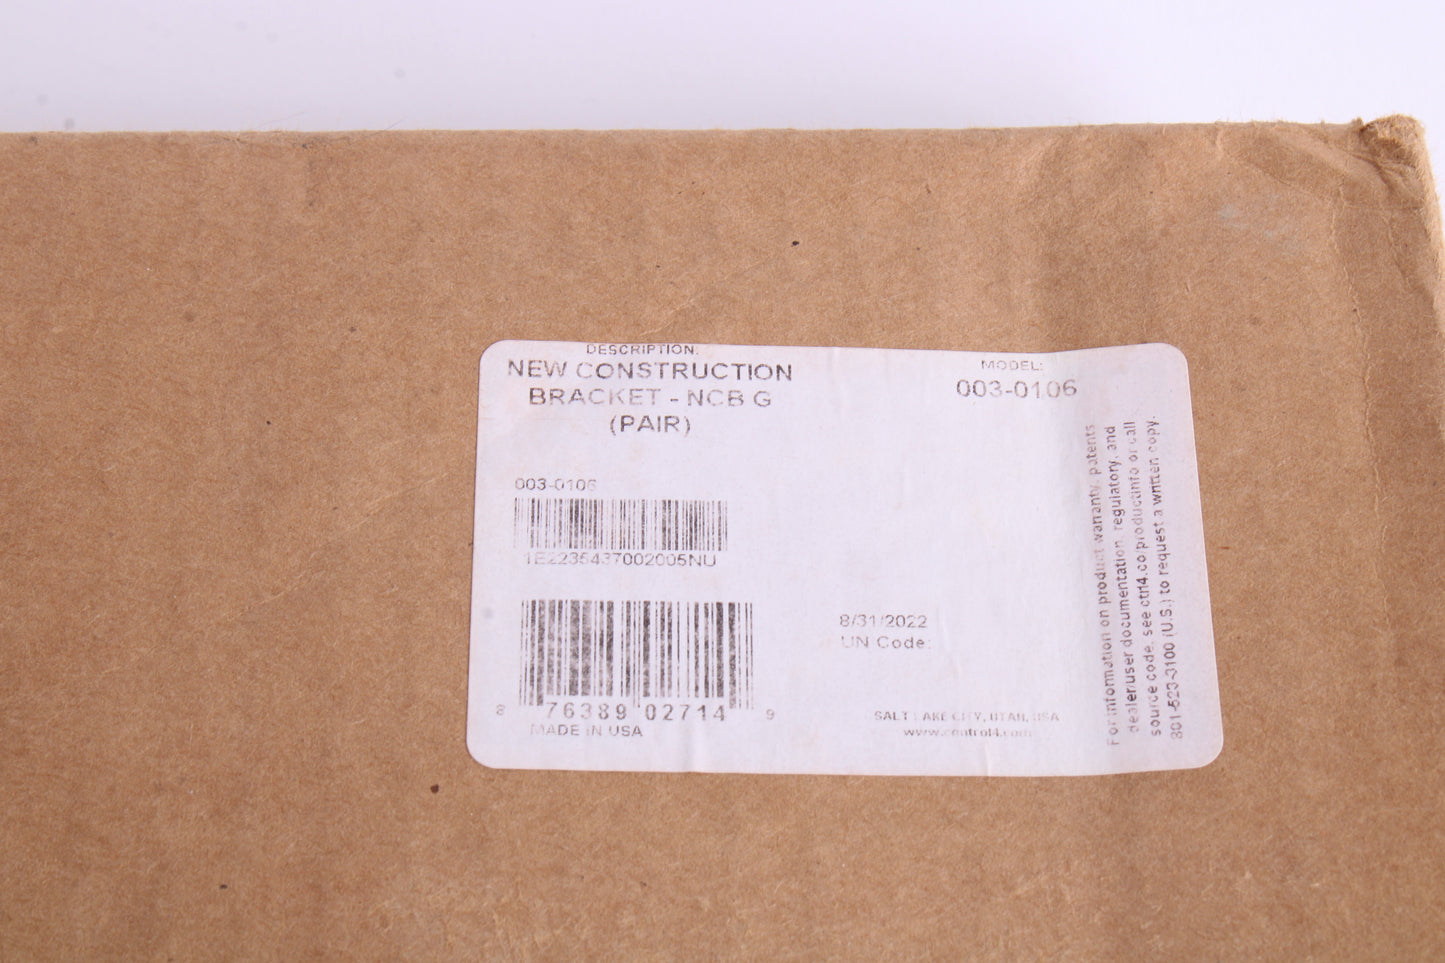 DESCRIPTION:
NEW CONSTRUCTION
BRACKET - NCB G
(PAIR)
MODEL:
003-0106
003-0106
1E2235437002005NU
8 76389 02714 9
MADE IN USA
8/31/2022
UN Code:
SALT LAKE CITY, UTAH, USA
www.control4.com
For information on product warranty, patents
dealer/user documentation, regulatory, and
source code, see ctrl4.co/productinfo or call
801-523-3100 (U.S.) to request a written copy.